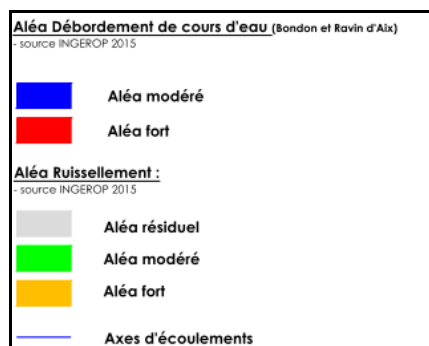 Aléa Débordement de cours d'eau (Bondon et Ravin d'Aix)
- source INGEROP 2015
Aléa modéré
Aléa fort
Aléa Ruissellement :
- source INGEROP 2015
Aléa résiduel
Aléa modéré
Aléa fort
Axes d'écoulements